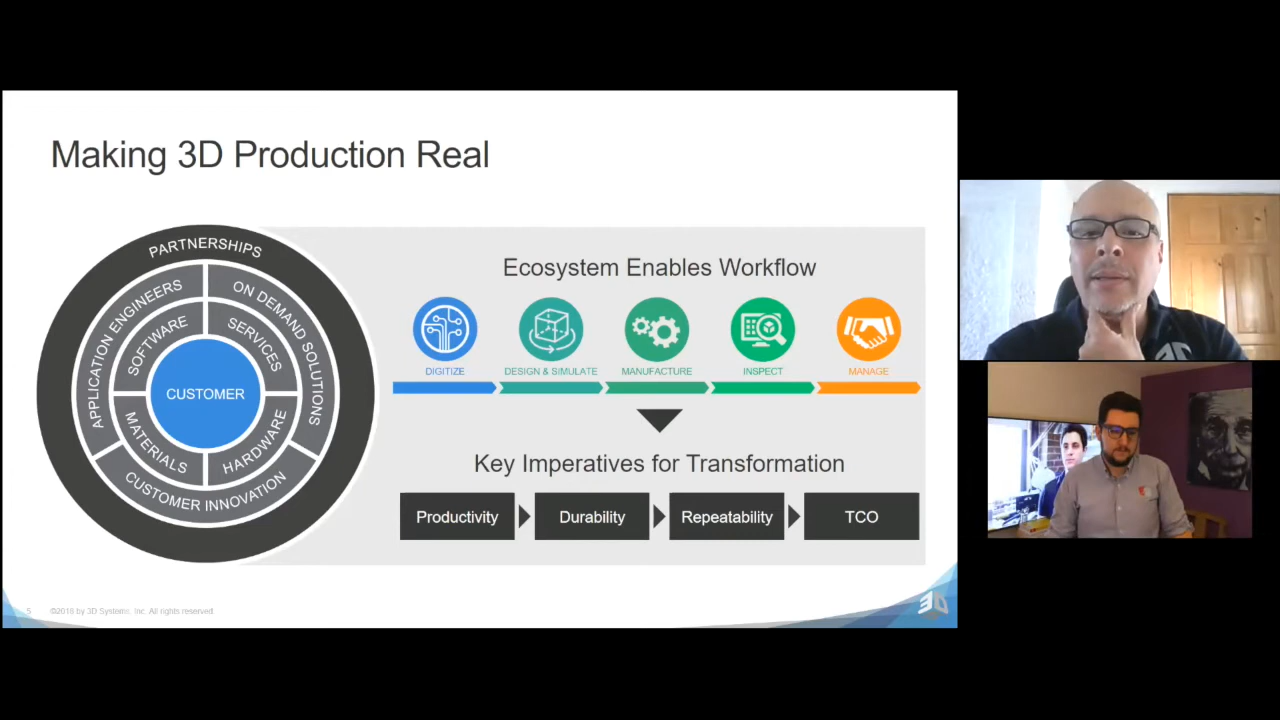 Making 3D Production Real
PARTNERSHIPS
APPLICATION ENGINEERS
ON DEMAND SOLUTIONS
SOFTWARE
SERVICES
CUSTOMER
MATERIALS
HARDWARE
CUSTOMER INNOVATION
Ecosystem Enables Workflow
DIGITIZE
DESIGN & SIMULATE
MANUFACTURE
INSPECT
MANAGE
Key Imperatives for Transformation
Productivity
Durability
Repeatability
TCO
5
©2018 by 3D Systems, Inc. All rights reserved.
3D